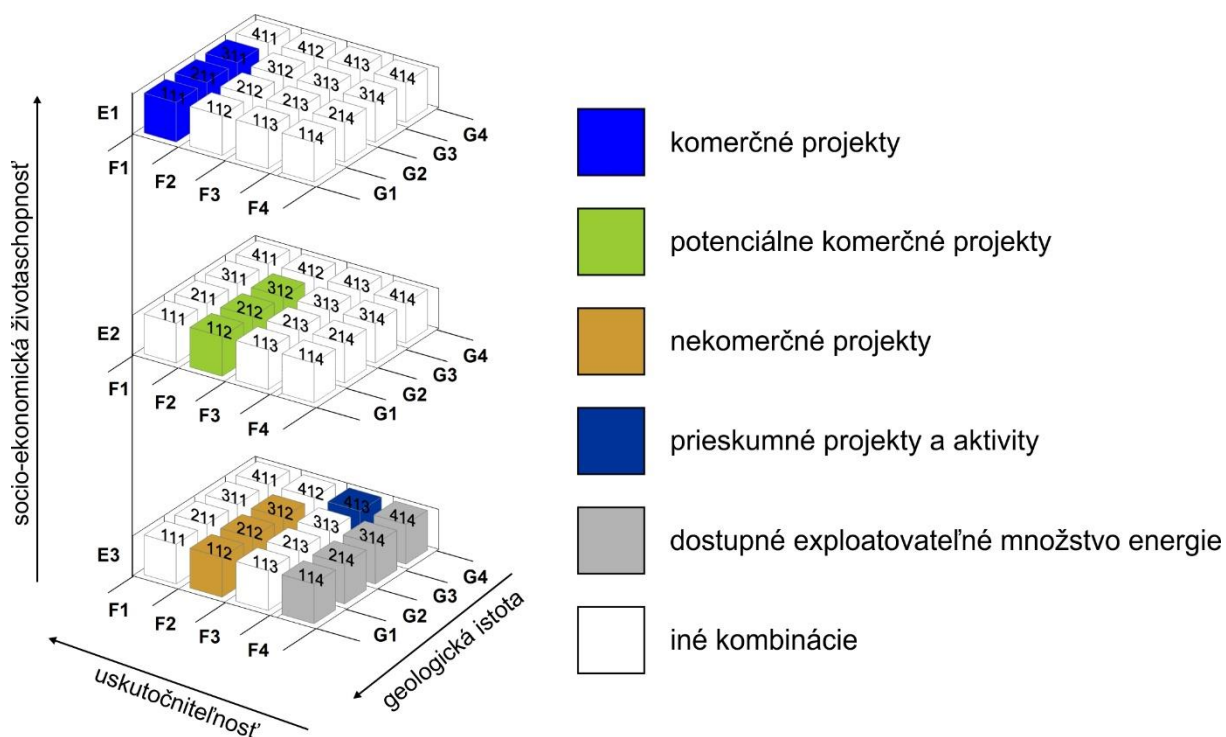 socio-ekonomická životaschopnosť
E1
411 412 413 414
311 312 313 314
211 212 213 214
111 112 113 114
F1 F2 F3 F4
G1 G2 G3 G4
E2
411 412 413 414
311 312 313 314
211 212 213 214
111 112 113 114
F1 F2 F3 F4
G1 G2 G3 G4
E3
411 412 413 414
311 312 313 314
211 212 213 214
111 112 113 114
F1 F2 F3 F4
G1 G2 G3 G4
uskutočniteľnosť
geologická istota
komerčné projekty
potenciálne komerčné projekty
nekomerčné projekty
prieskumné projekty a aktivity
dostupné exploatovateľné množstvo energie
iné kombinácie